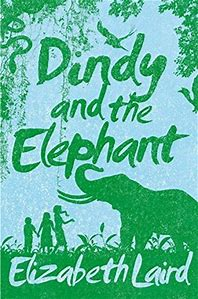 Dindy
and the
Elephant
Elizabeth Laird